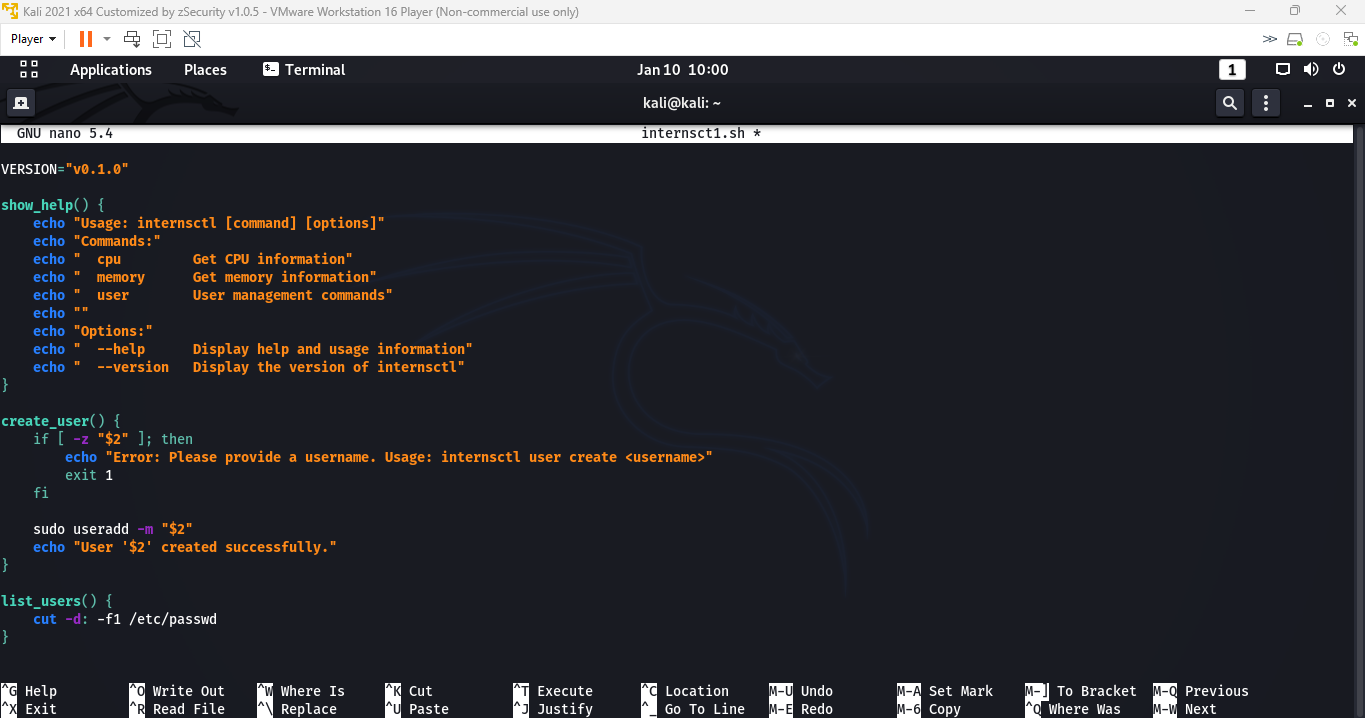 Kali 2021 x64 Customized by zSecurity v1.0.5 - VMware Workstation 16 Player (Non-commercial use only)
Player
Applications Places Terminal Jan 10 10:00 1
kali@kali: ~
GNU nano 5.4 internsct1.sh *
VERSION="v0.1.0"
show_help() {
    echo "Usage: internsctl [command] [options]"
    echo "Commands:"
    echo "  cpu         Get CPU information"
    echo "  memory      Get memory information"
    echo "  user        User management commands"
    echo ""
    echo "Options:"
    echo "  --help      Display help and usage information"
    echo "  --version   Display the version of internsctl"
}
create_user() {
    if [ -z "$2" ]; then
        echo "Error: Please provide a username. Usage: internsctl user create <username>"
        exit 1
    fi
    sudo useradd -m "$2"
    echo "User '$2' created successfully."
}
list_users() {
    cut -d: -f1 /etc/passwd
}
^G Help ^O Write Out ^W Where Is ^K Cut ^T Execute ^C Location M-U Undo M-A Set Mark M-] To Bracket M-Q Previous
^X Exit ^R Read File ^\ Replace ^U Paste ^J Justify ^_ Go To Line M-E Redo M-6 Copy ^Q Where Was M-W Next